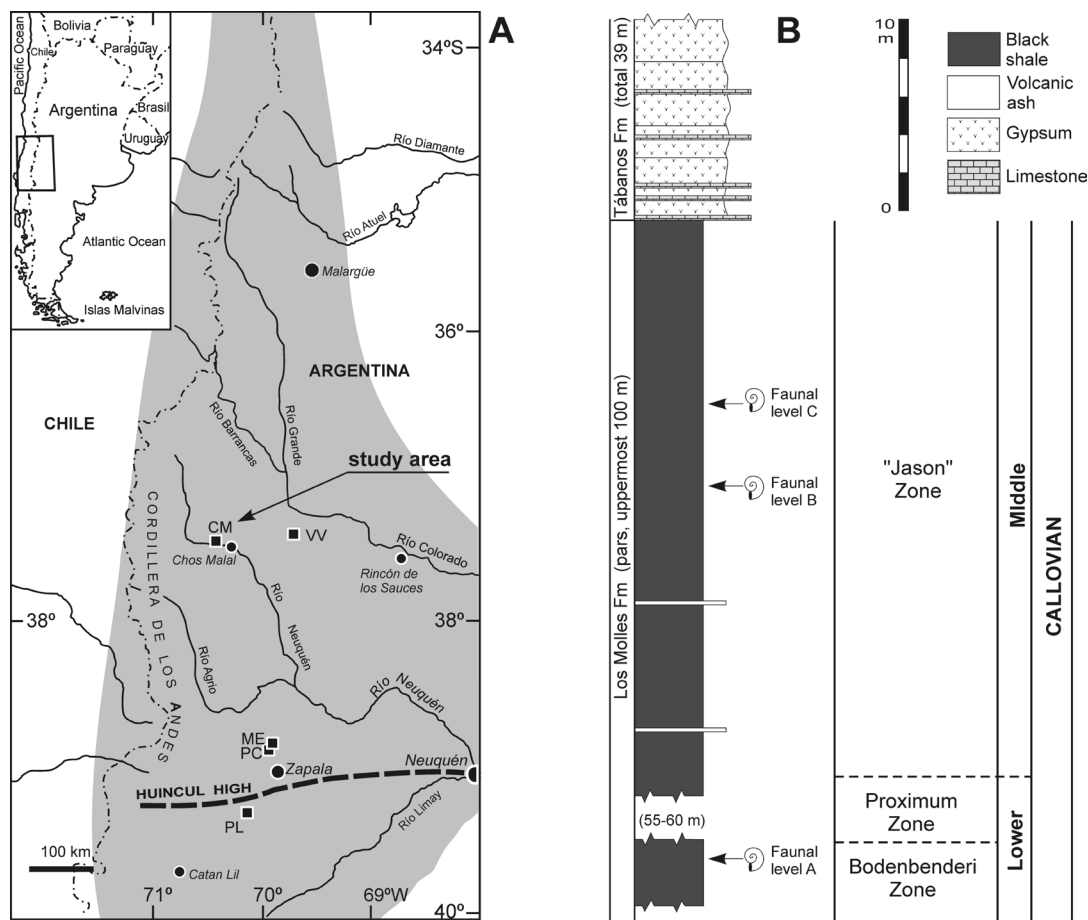 A
Pacific Ocean
Bolivia
Chile
Paraguay
Argentina
Brasil
Uruguay
Atlantic Ocean
Islas Malvinas
34ºS
Río Diamante
Río Atuel
Malargüe
36º
ARGENTINA
CHILE
Río Barrancas
Río Grande
study area
CM
VV
Chos Malal
Río Colorado
Rincón de
los Sauces
CORDILLERA DE LOS ANDES
38º
38º
Río Agrio
Río
Neuquén
Río Neuquén
ME
PC
Zapala
Neuquén
HUINCUL HIGH
PL
Río Limay
100 km
Catan Lil
71º
70º
69ºW
40º
B
10
m
0
Black
shale
Volcanic
ash
Gypsum
Limestone
Tábanos Fm (total 39 m)
Los Molles Fm (pars, uppermost 100 m)
Faunal
level C
Faunal
level B
"Jason"
Zone
Middle
CALLOVIAN
(55-60 m)
Proximum
Zone
Lower
Faunal
level A
Bodenbenderi
Zone